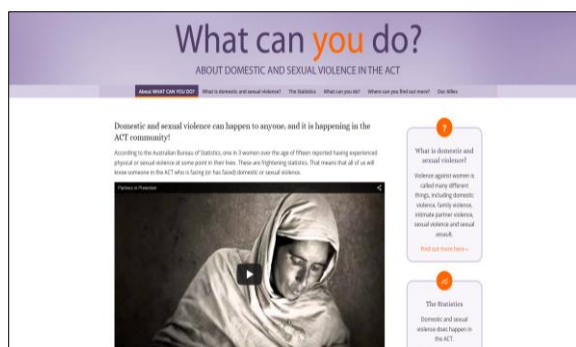 What can you do?
ABOUT DOMESTIC AND SEXUAL VIOLENCE IN THE ACT
About WHAT CAN YOU DO? What is domestic and sexual violence? The Statistics What can you do? Where can you find out more? Our Allies
Domestic and sexual violence can happen to anyone, and it is happening in the
ACT community!
According to the Australian Bureau of Statistics, one in 3 women over the age of fifteen reported having experienced
physical or sexual violence at some point in their lives. These are frightening statistics. That means that all of us will
know someone in the ACT who is facing (or has faced) domestic or sexual violence.
Partners in Prevention
?
What is domestic and
sexual violence?
Violence against women is
called many different
things, including domestic
violence, family violence,
intimate partner violence,
sexual violence and sexual
assault.
Find out more here »
The Statistics
Domestic and sexual
violence does happen in
the ACT.